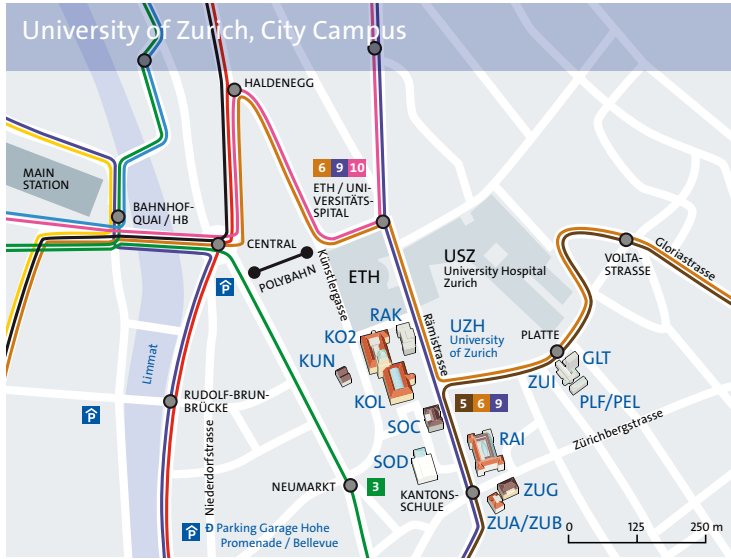 University of Zurich, City Campus
HALDENEGG
MAIN
STATION
6 9 10
ETH / UNI-
VERSITÄTS-
SPITAL
BAHNHOF-
QUAI / HB
CENTRAL
POLYBAHN
Künstlergasse
ETH
USZ
University Hospital
Zurich
VOLTA-
STRASSE
Gloriastrasse
P
Limmat
RAK
KO2
KUN
KOL
Rämistrasse
UZH
University
of Zurich
PLATTE
GLT
ZUI
PLF/PEL
RUDOLF-BRUN-
BRÜCKE
P
Niederdorfstrasse
5 6 9
SOC
RAI
Zürichbergstrasse
SOD
NEUMARKT
3
KANTONS-
SCHULE
ZUG
ZUA/ZUB
P
Đ Parking Garage Hohe
Promenade / Bellevue
0 125 250 m